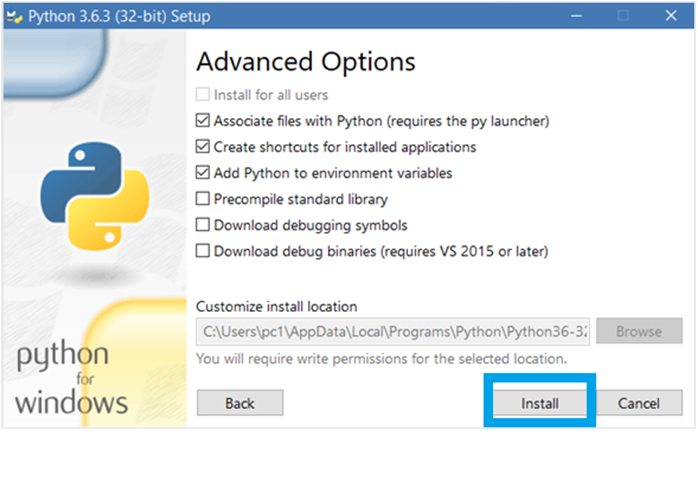 Python 3.6.3 (32-bit) Setup
Advanced Options
Install for all users
Associate files with Python (requires the py launcher)
Create shortcuts for installed applications
Add Python to environment variables
Precompile standard library
Download debugging symbols
Download debug binaries (requires VS 2015 or later)
Customize install location
C:\Users\pc1\AppData\Local\Programs\Python\Python36-32
Browse
You will require write permissions for the selected location.
python
for
windows
Back
Install
Cancel